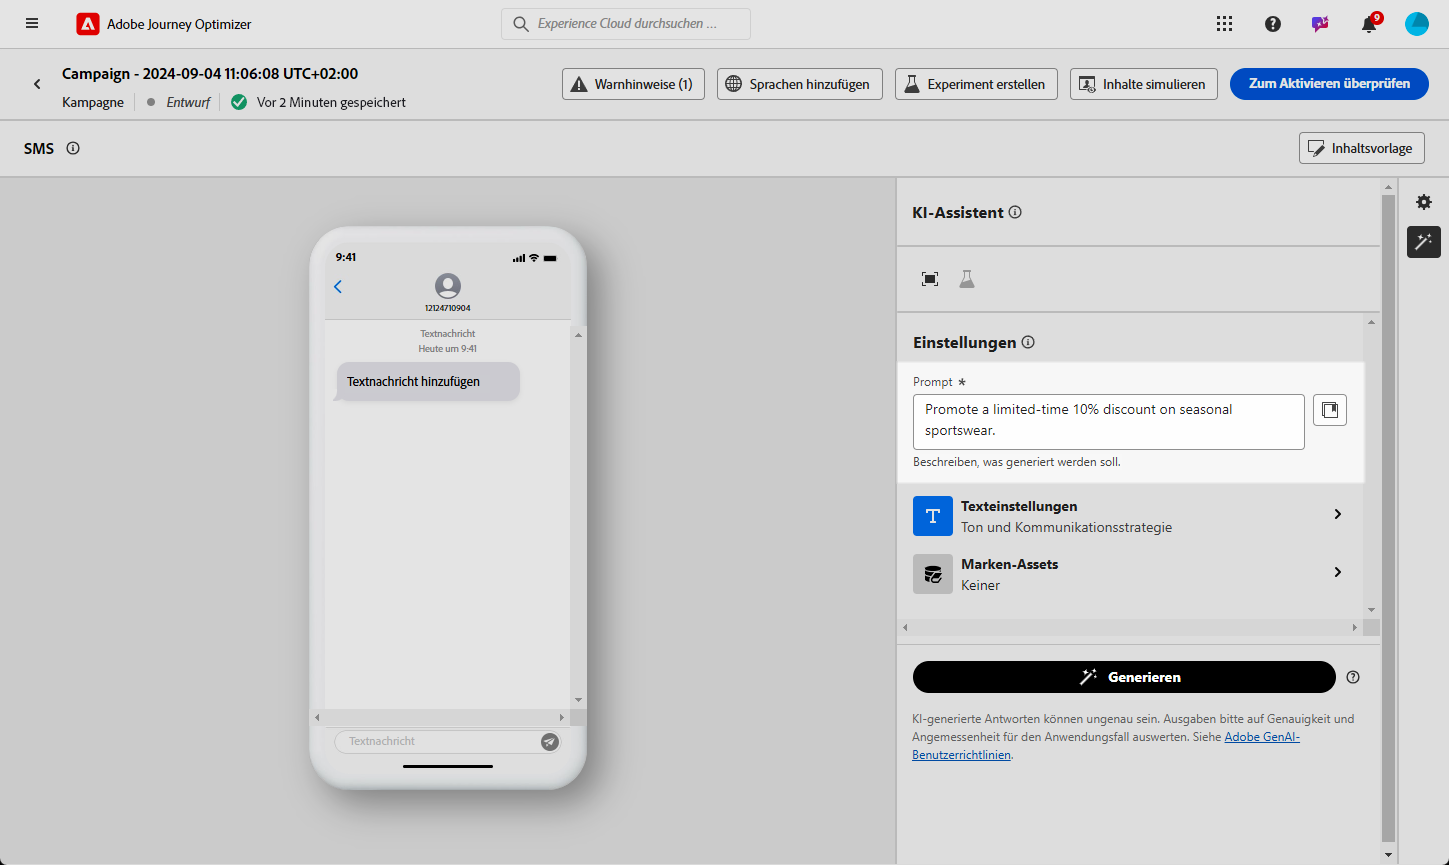 Adobe Journey Optimizer
Experience Cloud durchsuchen ...
9
Campaign - 2024-09-04 11:06:08 UTC+02:00
Kampagne
Entwurf
Vor 2 Minuten gespeichert
Warnhinweise (1)
Sprachen hinzufügen
Experiment erstellen
Inhalte simulieren
Zum Aktivieren überprüfen
SMS
Inhaltsvorlage
9:41
12124710904
Textnachricht
Heute um 9:41
Textnachricht hinzufügen
Textnachricht
KI-Assistent
Einstellungen
Prompt *
Promote a limited-time 10% discount on seasonal
sportswear.
Beschreiben, was generiert werden soll.
Texteinstellungen
Ton und Kommunikationsstrategie
Marken-Assets
Keiner
Generieren
KI-generierte Antworten können ungenau sein. Ausgaben bitte auf Genauigkeit und
Angemessenheit für den Anwendungsfall auswerten. Siehe Adobe GenAI-
Benutzerrichtlinien.